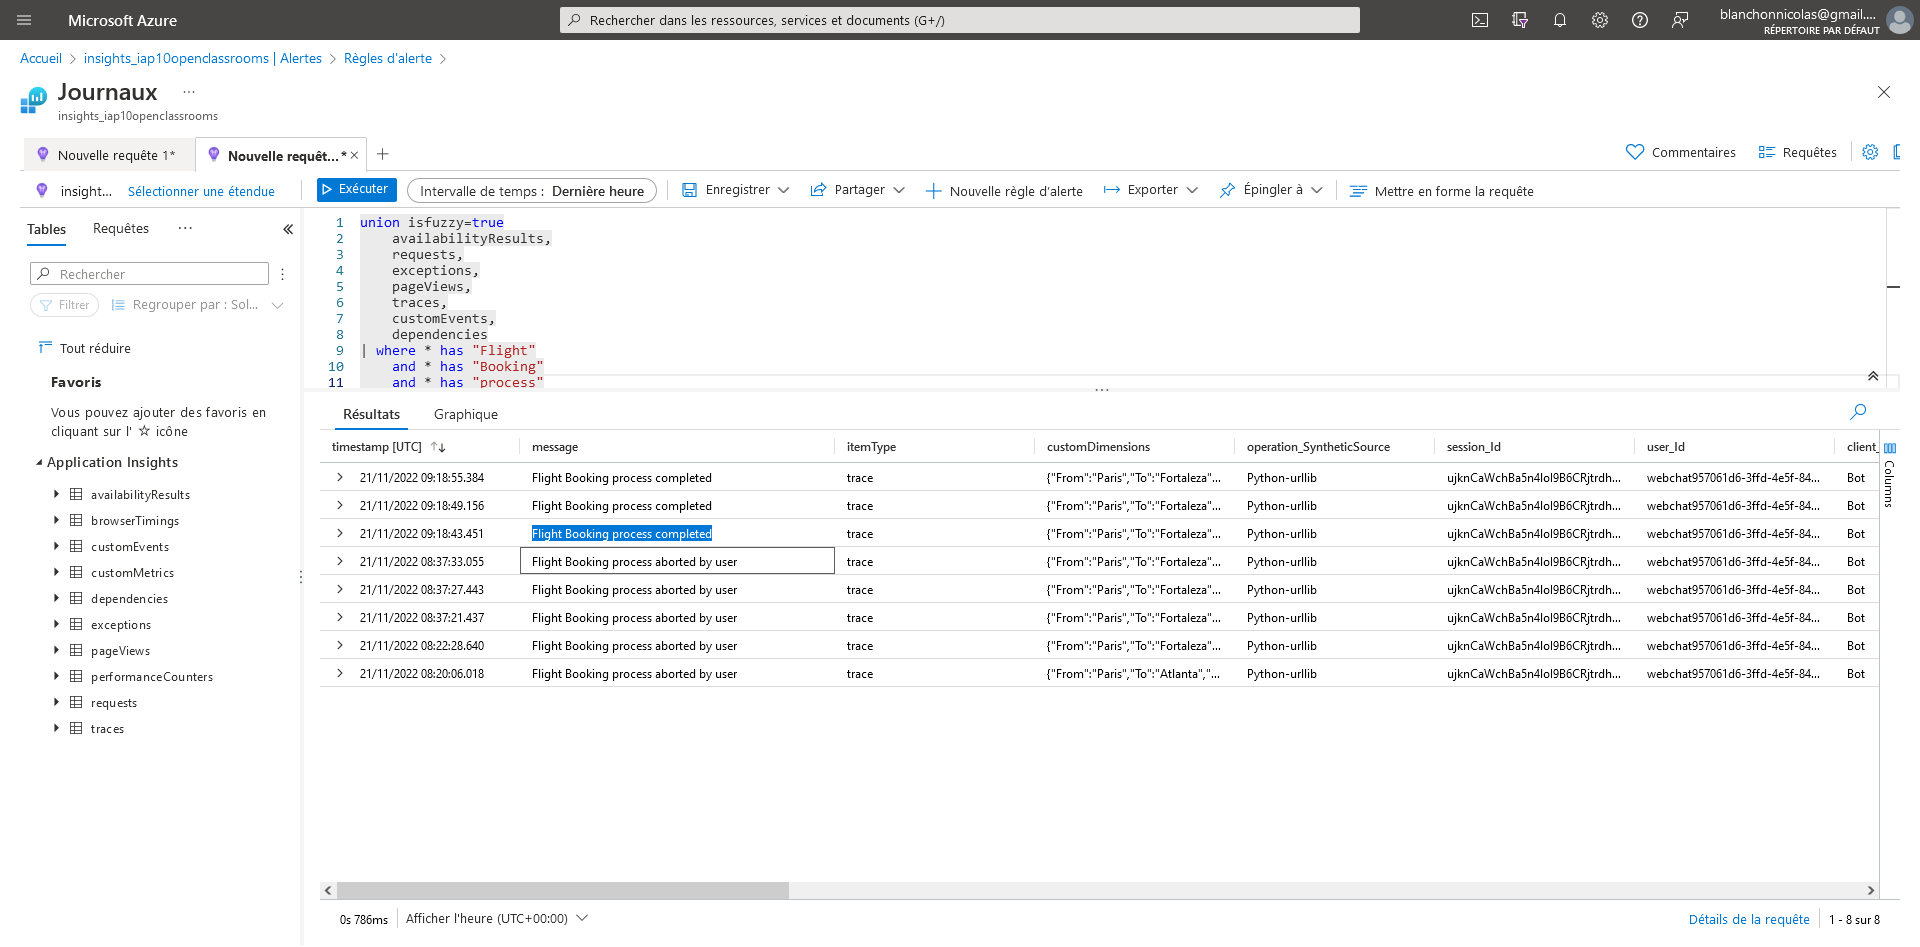 Microsoft Azure
Rechercher dans les ressources, services et documents (G+/)
blanchonnicolas@gmail....
RÉPERTOIRE PAR DÉFAUT
Accueil > insights_iap10openclassrooms | Alertes > Règles d'alerte >
Journaux ...
insights_iap10openclassrooms
Nouvelle requête 1*
Nouvelle requêt...*
Commentaires
Requêtes
insight...
Sélectionner une étendue
Exécuter
Intervalle de temps : Dernière heure
Enregistrer
Partager
Nouvelle règle d'alerte
Exporter
Épingler à
Mettre en forme la requête
Tables
Requêtes
...
«
Rechercher
Filtrer
Regrouper par : Sol...
Tout réduire
Favoris
Vous pouvez ajouter des favoris en
cliquant sur l' ☆ icône
Application Insights
availabilityResults
browserTimings
customEvents
customMetrics
dependencies
exceptions
pageViews
performanceCounters
requests
traces
1 union isfuzzy=true
2 availabilityResults,
3 requests,
4 exceptions,
5 pageViews,
6 traces,
7 customEvents,
8 dependencies
9 | where * has "Flight"
10 and * has "Booking"
11 and * has "process"
Résultats
Graphique
timestamp [UTC] message itemType customDimensions operation_SyntheticSource session_Id user_Id client_
21/11/2022 09:18:55.384 Flight Booking process completed trace {"From":"Paris","To":"Fortaleza"... Python-urllib ujknCaWchBa5n4lol9B6CRjtrdh... webchat957061d6-3ffd-4e5f-84... Bot
21/11/2022 09:18:49.156 Flight Booking process completed trace {"From":"Paris","To":"Fortaleza"... Python-urllib ujknCaWchBa5n4lol9B6CRjtrdh... webchat957061d6-3ffd-4e5f-84... Bot
21/11/2022 09:18:43.451 Flight Booking process completed trace {"From":"Paris","To":"Fortaleza"... Python-urllib ujknCaWchBa5n4lol9B6CRjtrdh... webchat957061d6-3ffd-4e5f-84... Bot
21/11/2022 08:37:33.055 Flight Booking process aborted by user trace {"From":"Paris","To":"Fortaleza"... Python-urllib ujknCaWchBa5n4lol9B6CRjtrdh... webchat957061d6-3ffd-4e5f-84... Bot
21/11/2022 08:37:27.443 Flight Booking process aborted by user trace {"From":"Paris","To":"Fortaleza"... Python-urllib ujknCaWchBa5n4lol9B6CRjtrdh... webchat957061d6-3ffd-4e5f-84... Bot
21/11/2022 08:37:21.437 Flight Booking process aborted by user trace {"From":"Paris","To":"Fortaleza"... Python-urllib ujknCaWchBa5n4lol9B6CRjtrdh... webchat957061d6-3ffd-4e5f-84... Bot
21/11/2022 08:22:28.640 Flight Booking process aborted by user trace {"From":"Paris","To":"Fortaleza"... Python-urllib ujknCaWchBa5n4lol9B6CRjtrdh... webchat957061d6-3ffd-4e5f-84... Bot
21/11/2022 08:20:06.018 Flight Booking process aborted by user trace {"From":"Paris","To":"Atlanta","... Python-urllib ujknCaWchBa5n4lol9B6CRjtrdh... webchat957061d6-3ffd-4e5f-84... Bot
Columns
0s 786ms
Afficher l'heure (UTC+00:00)
Détails de la requête
1 - 8 sur 8